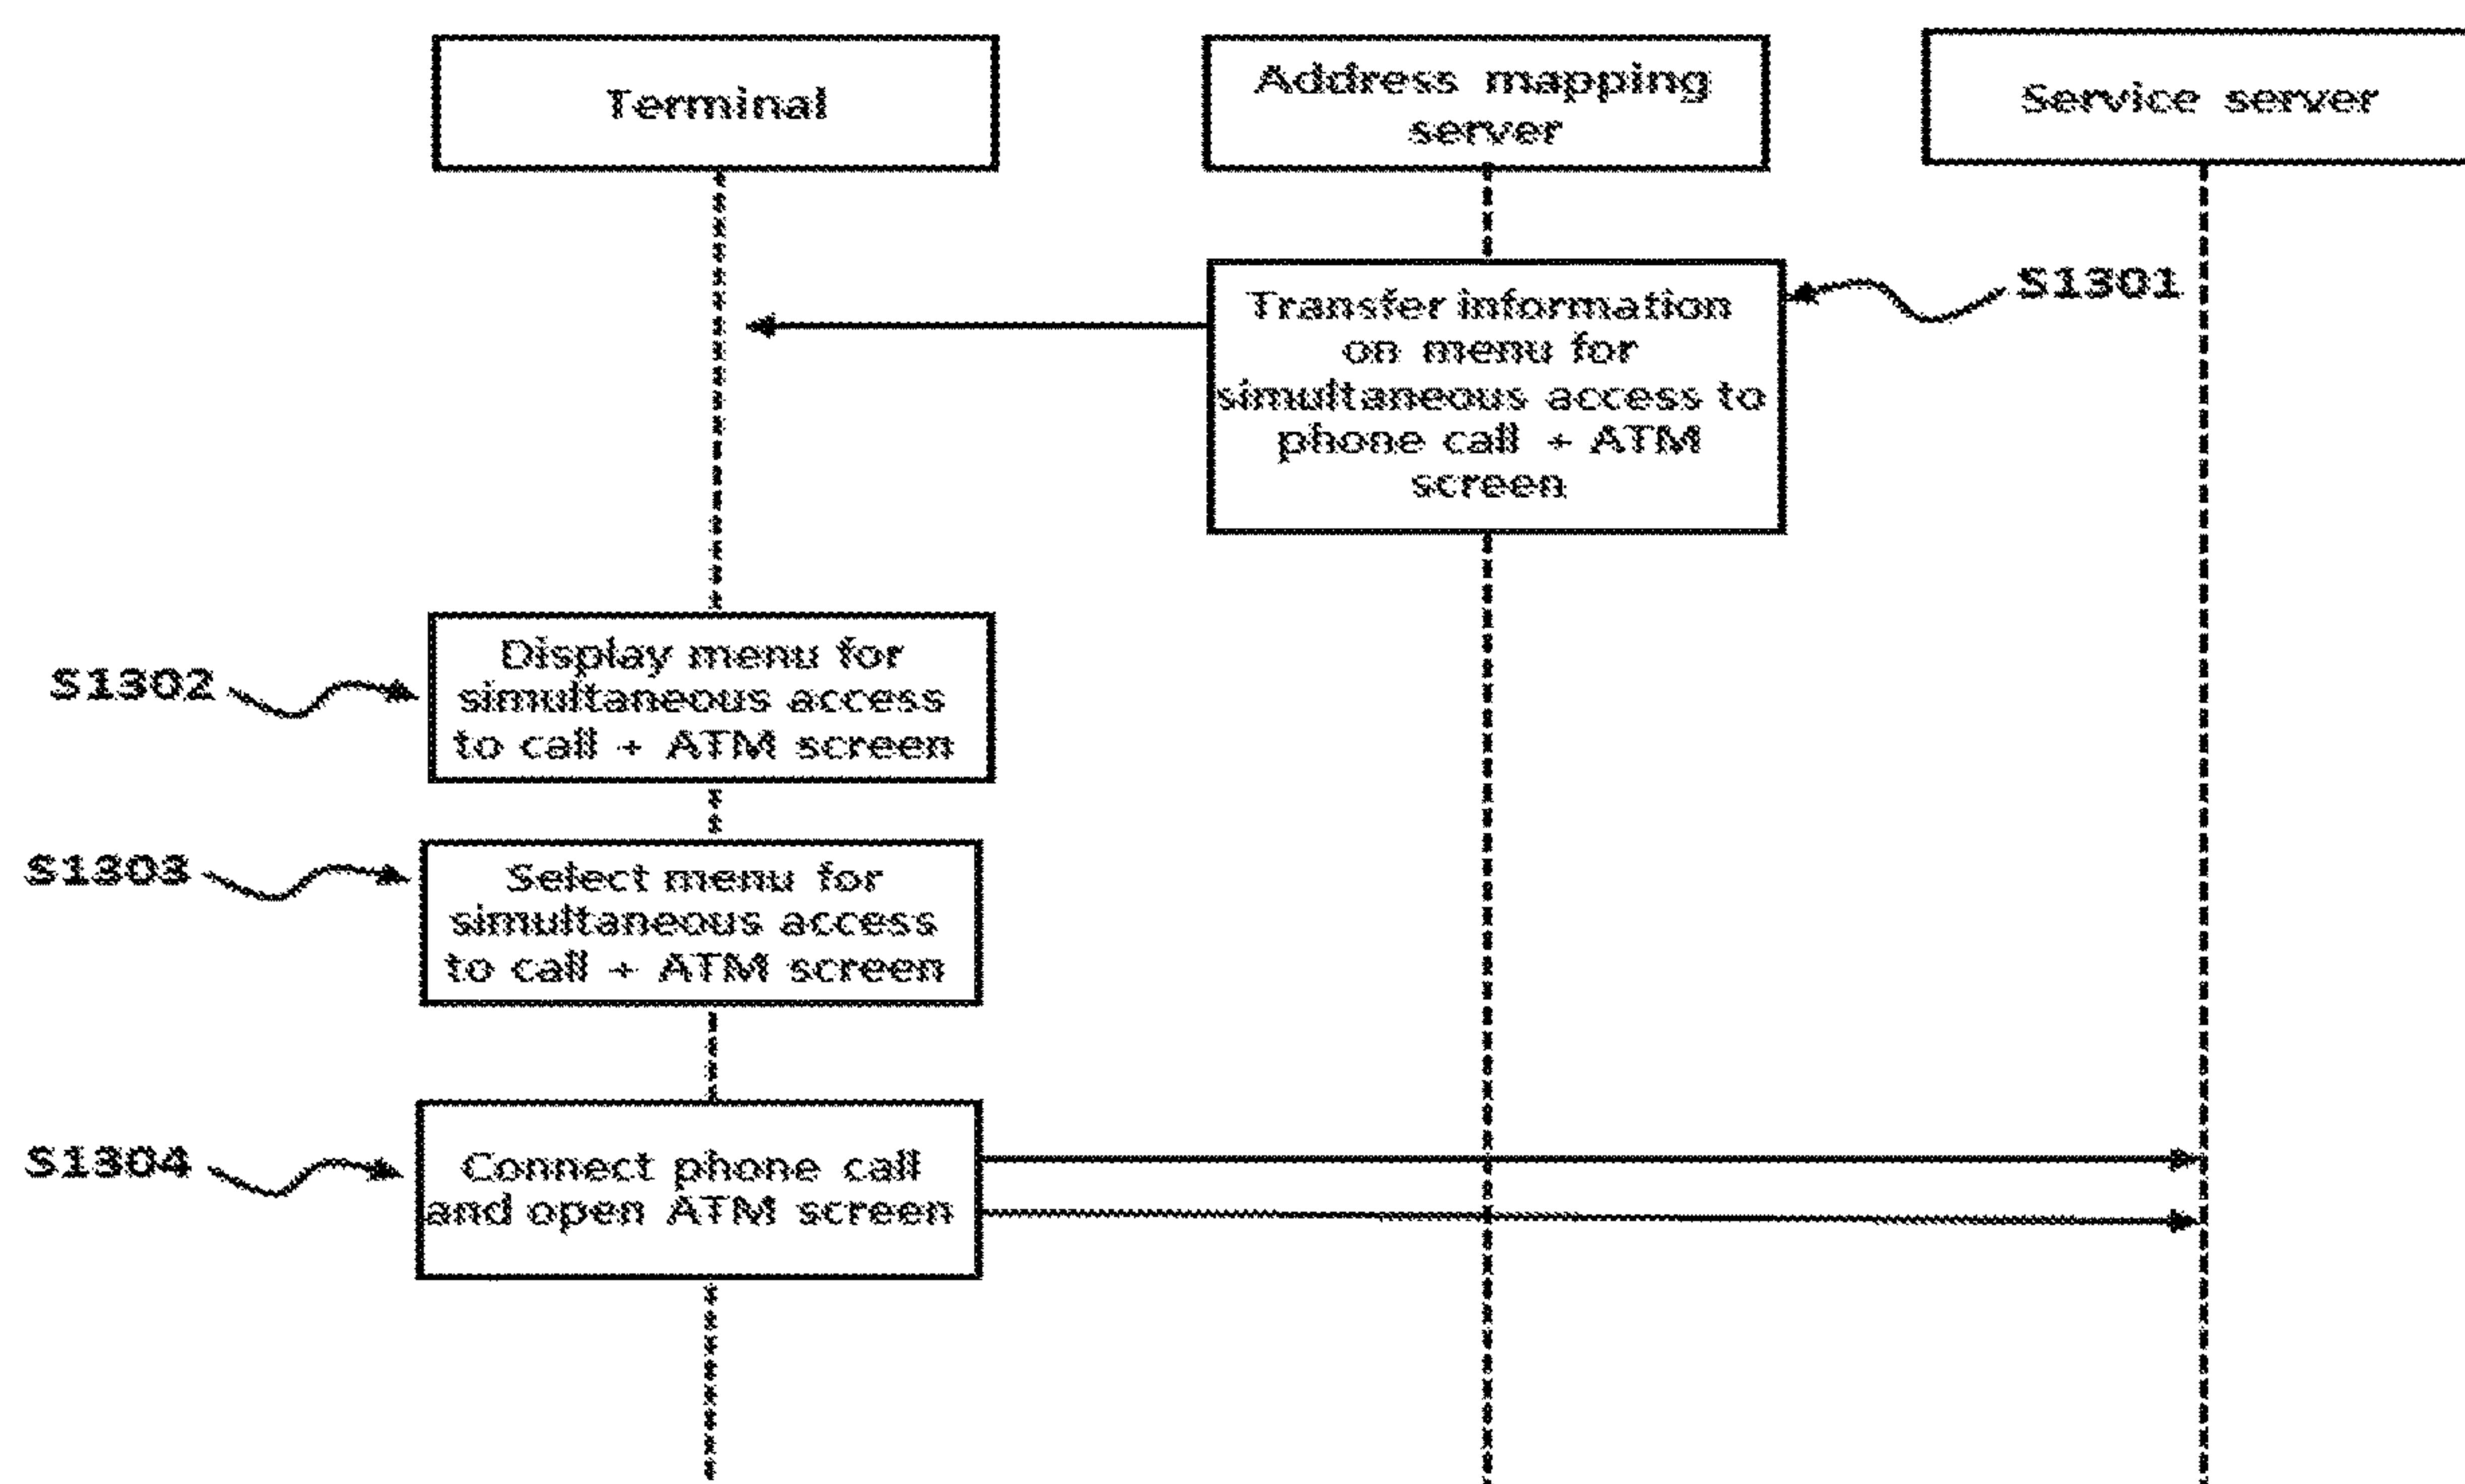 Terminal
Address mapping
server
Service server
S1301
Transfer information
on menu for
simultaneous access to
phone call + ATM
screen
S1302
Display menu for
simultaneous access
to call + ATM screen
S1303
Select menu for
simultaneous access
to call + ATM screen
S1304
Connect phone call
and open ATM screen